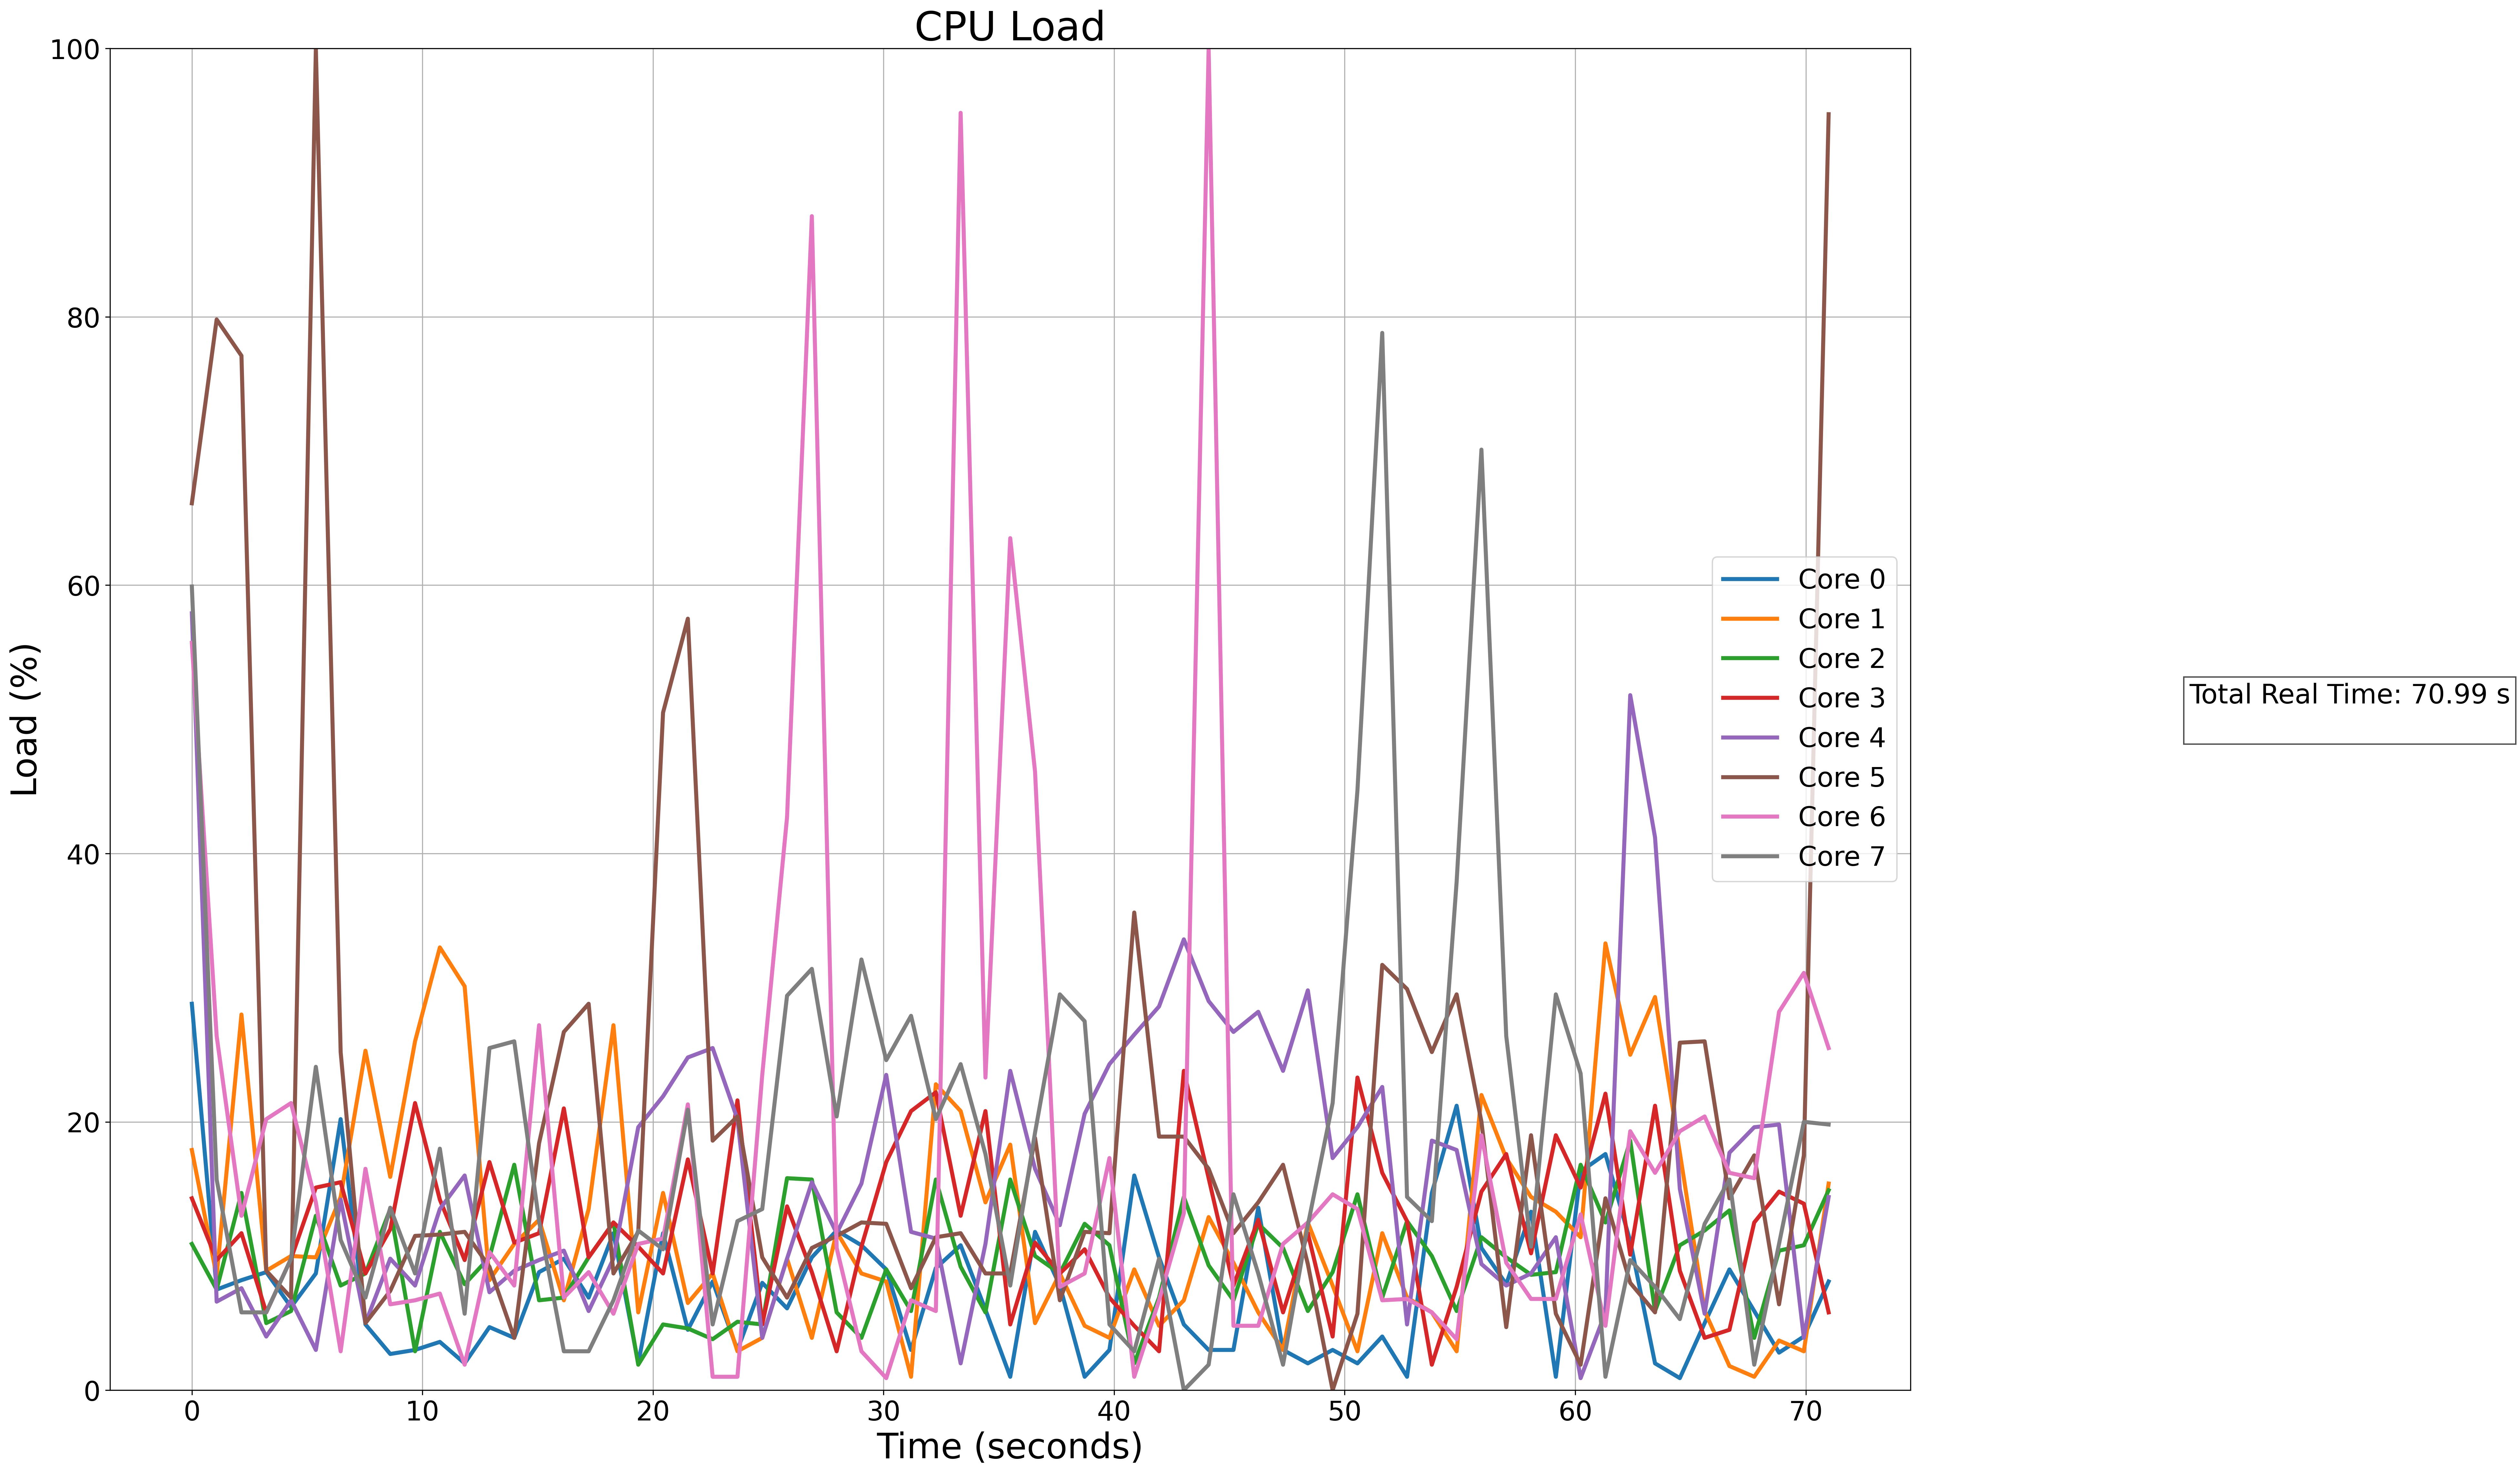 CPU Load
100
80
60
40
20
0
Load (%)
0 10 20 30 40 50 60 70
Time (seconds)
Core 0
Core 1
Core 2
Core 3
Core 4
Core 5
Core 6
Core 7
Total Real Time: 70.99 s